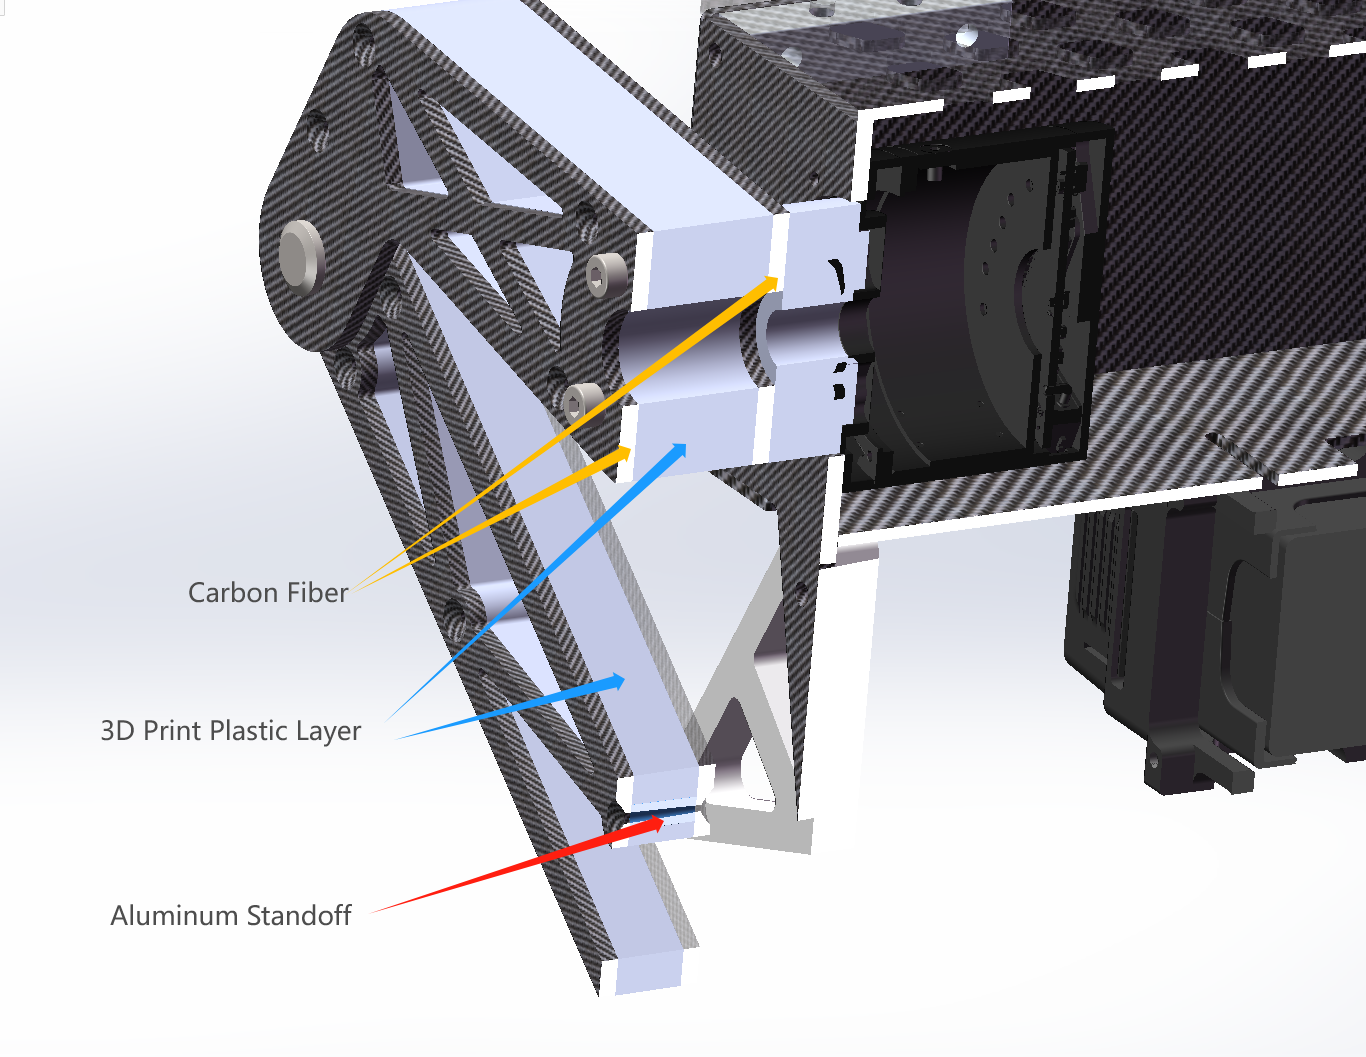 Carbon Fiber
3D Print Plastic Layer
Aluminum Standoff